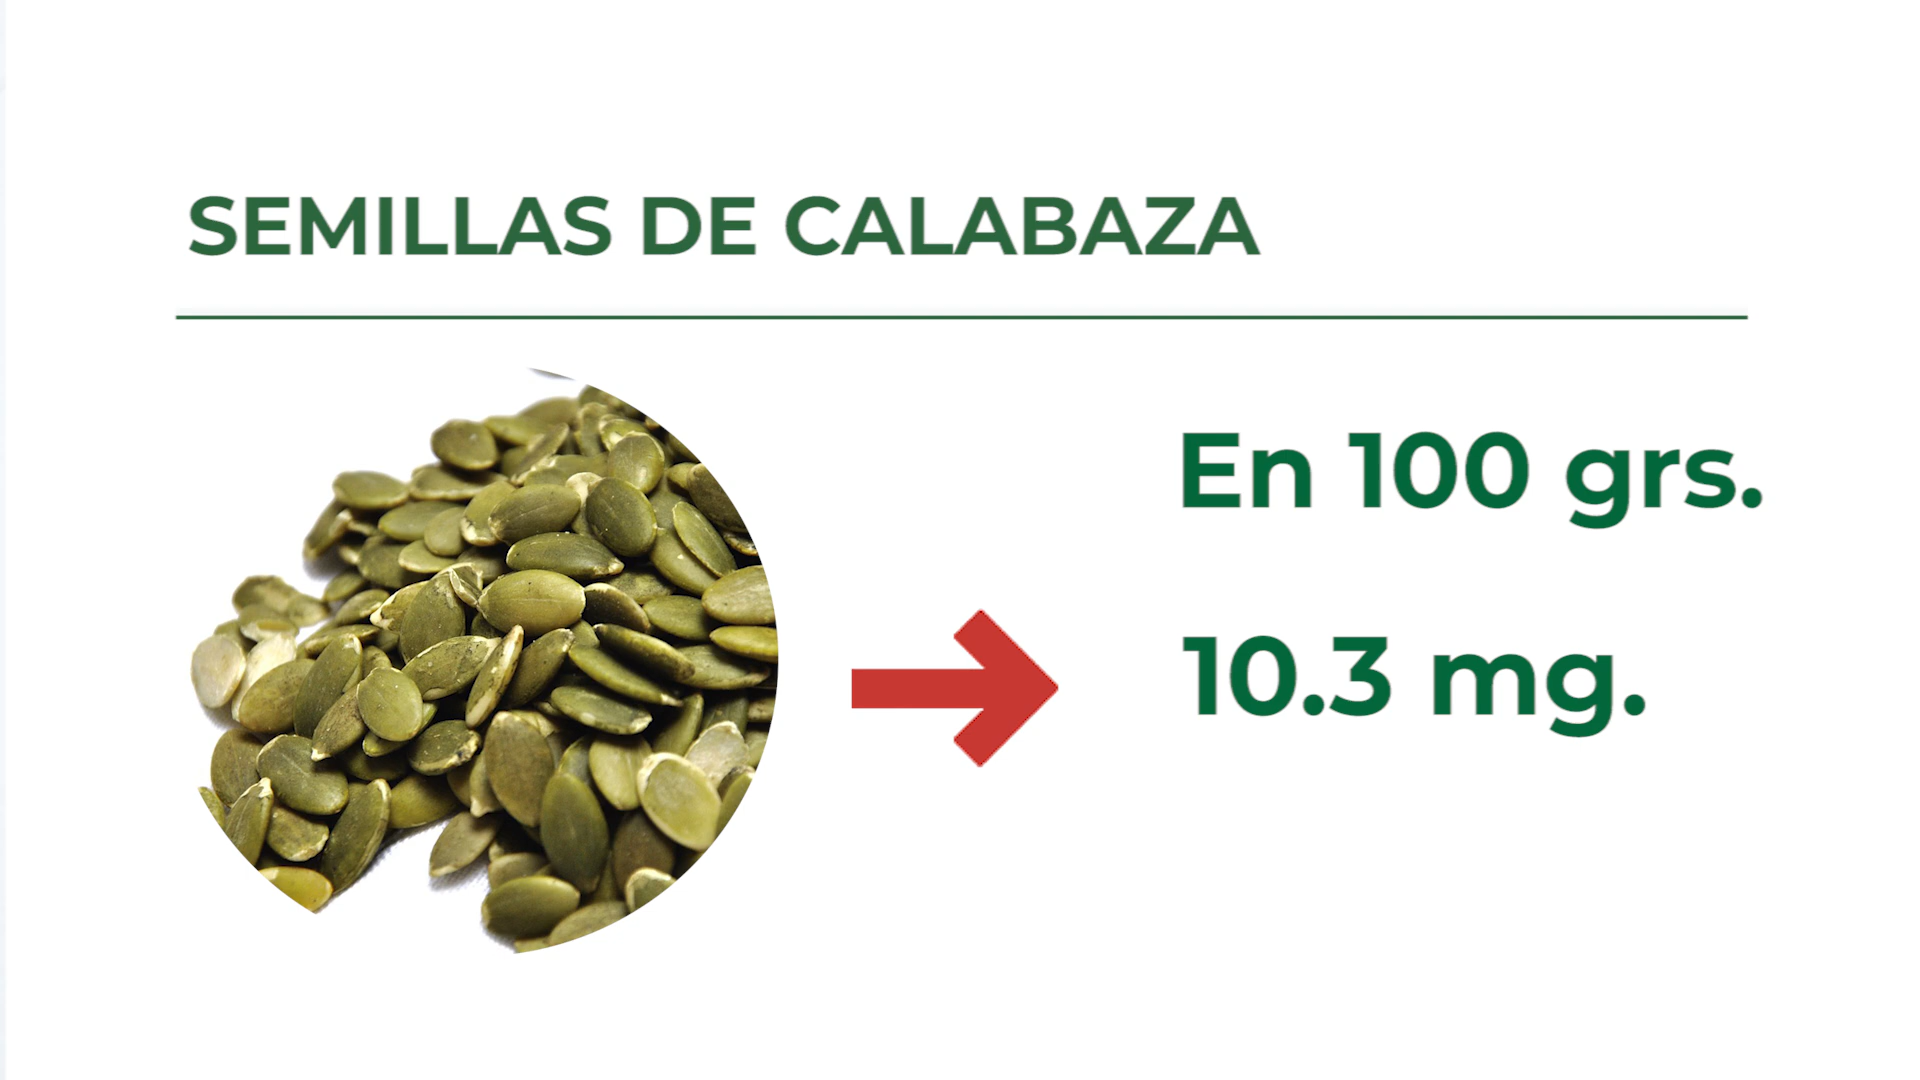 SEMILLAS DE CALABAZA
En 100 grs.
10.3 mg.